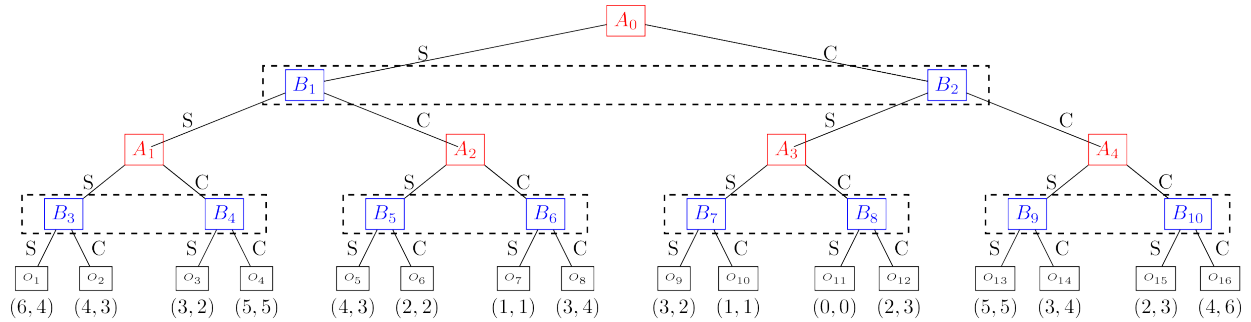 A₀
S C
B₁ B₂
S C S C
A₁ A₂ A₃ A₄
S C S C S C S C
B₃ B₄ B₅ B₆ B₇ B₈ B₉ B₁₀
S C S C S C S C S C S C S C S C
o₁ o₂ o₃ o₄ o₅ o₆ o₇ o₈ o₉ o₁₀ o₁₁ o₁₂ o₁₃ o₁₄ o₁₅ o₁₆
(6, 4) (4, 3) (3, 2) (5, 5) (4, 3) (2, 2) (1, 1) (3, 4) (3, 2) (1, 1) (0, 0) (2, 3) (5, 5) (3, 4) (2, 3) (4, 6)